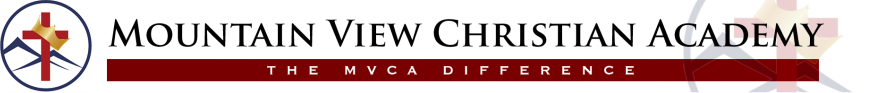 MOUNTAIN VIEW CHRISTIAN ACADEMY
THE MVCA DIFFERENCE